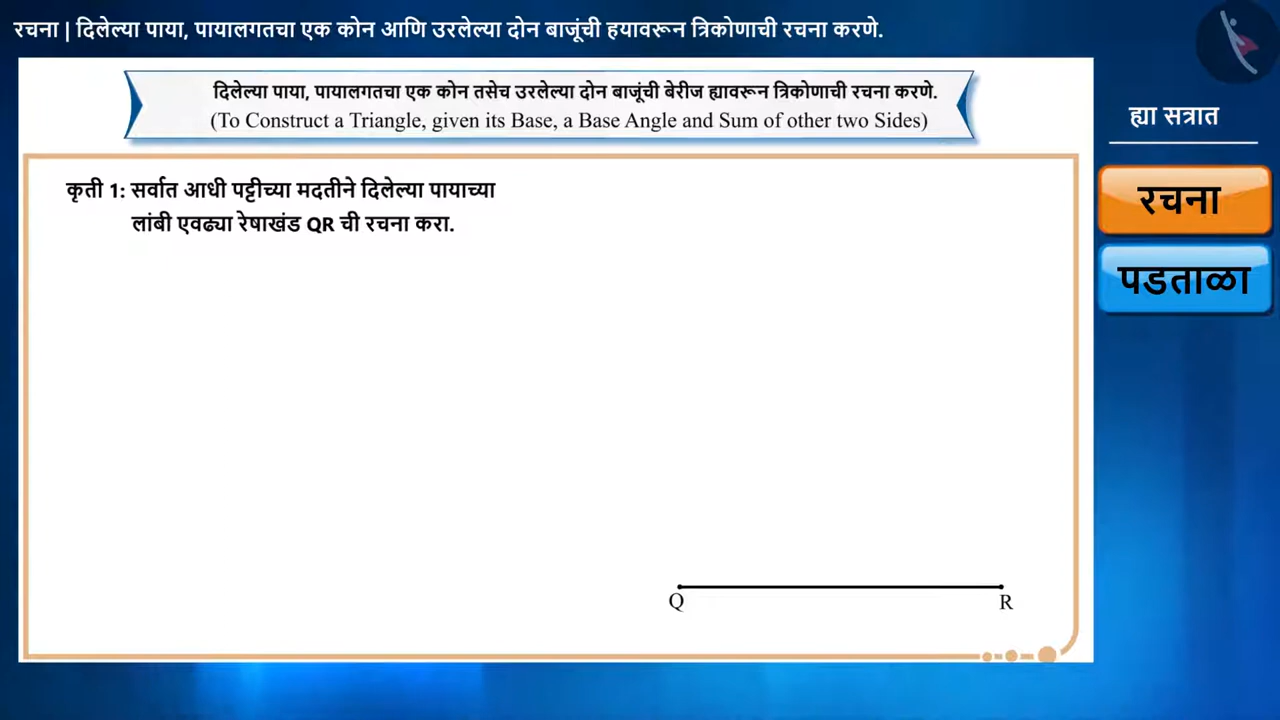 रचना | दिलेल्या पाया, पायालगतचा एक कोन आणि उरलेल्या दोन बाजूंची हयावरून त्रिकोणाची रचना करणे.
दिलेल्या पाया, पायालगतचा एक कोन तसेच उरलेल्या दोन बाजूंची बेरीज ह्यावरून त्रिकोणाची रचना करणे.
(To Construct a Triangle, given its Base, a Base Angle and Sum of other two Sides)
ह्या सत्रात
रचना
पडताळा
कृती 1: सर्वात आधी पट्टीच्या मदतीने दिलेल्या पायाच्या
लांबी एवढ्या रेषाखंड QR ची रचना करा.
Q R